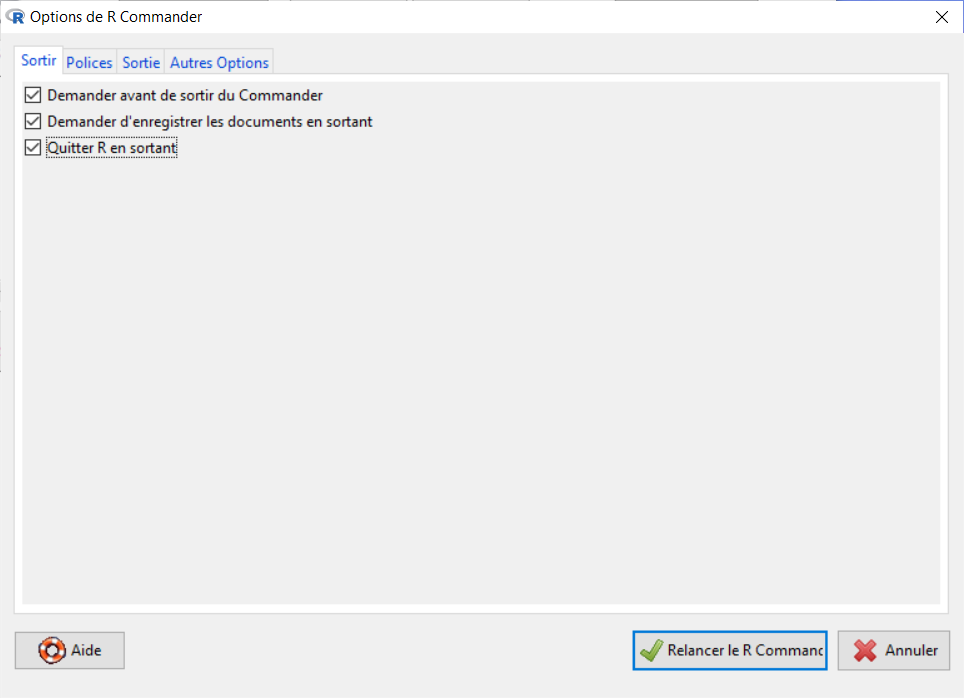 Options de R Commander
Sortir Polices Sortie Autres Options
Demander avant de sortir du Commander
Demander d'enregistrer les documents en sortant
Quitter R en sortant
Aide Relancer le R Commanc Annuler